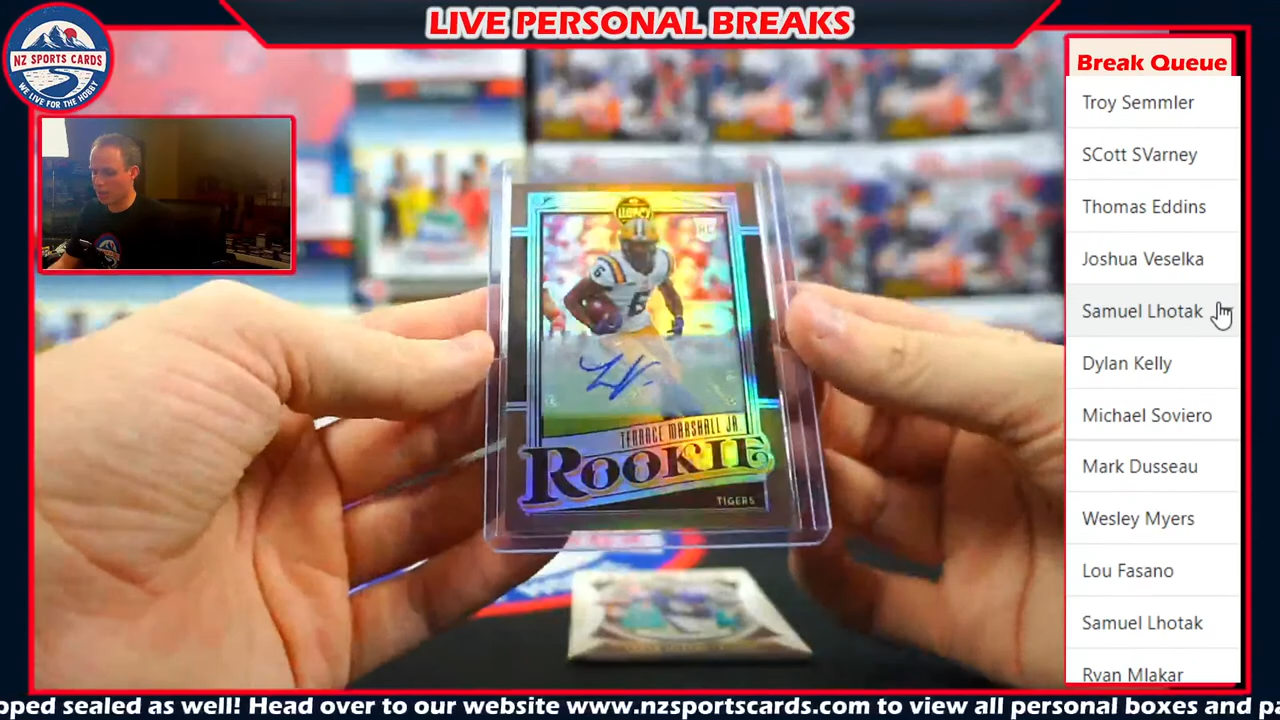 LIVE PERSONAL BREAKS
NZ SPORTS CARDS
WE LIVE FOR THE HOBBY
Break Queue
Troy Semmler
SCott SVarney
Thomas Eddins
Joshua Veselka
Samuel Lhotak
Dylan Kelly
Michael Soviero
Mark Dusseau
Wesley Myers
Lou Fasano
Samuel Lhotak
Ryan Mlakar
LEGACY
RC
6
TERRACE MARSHALL JR
ROOKIE
TIGERS
pped sealed as well! Head over to our website www.nzsportscards.com to view all personal boxes and pa